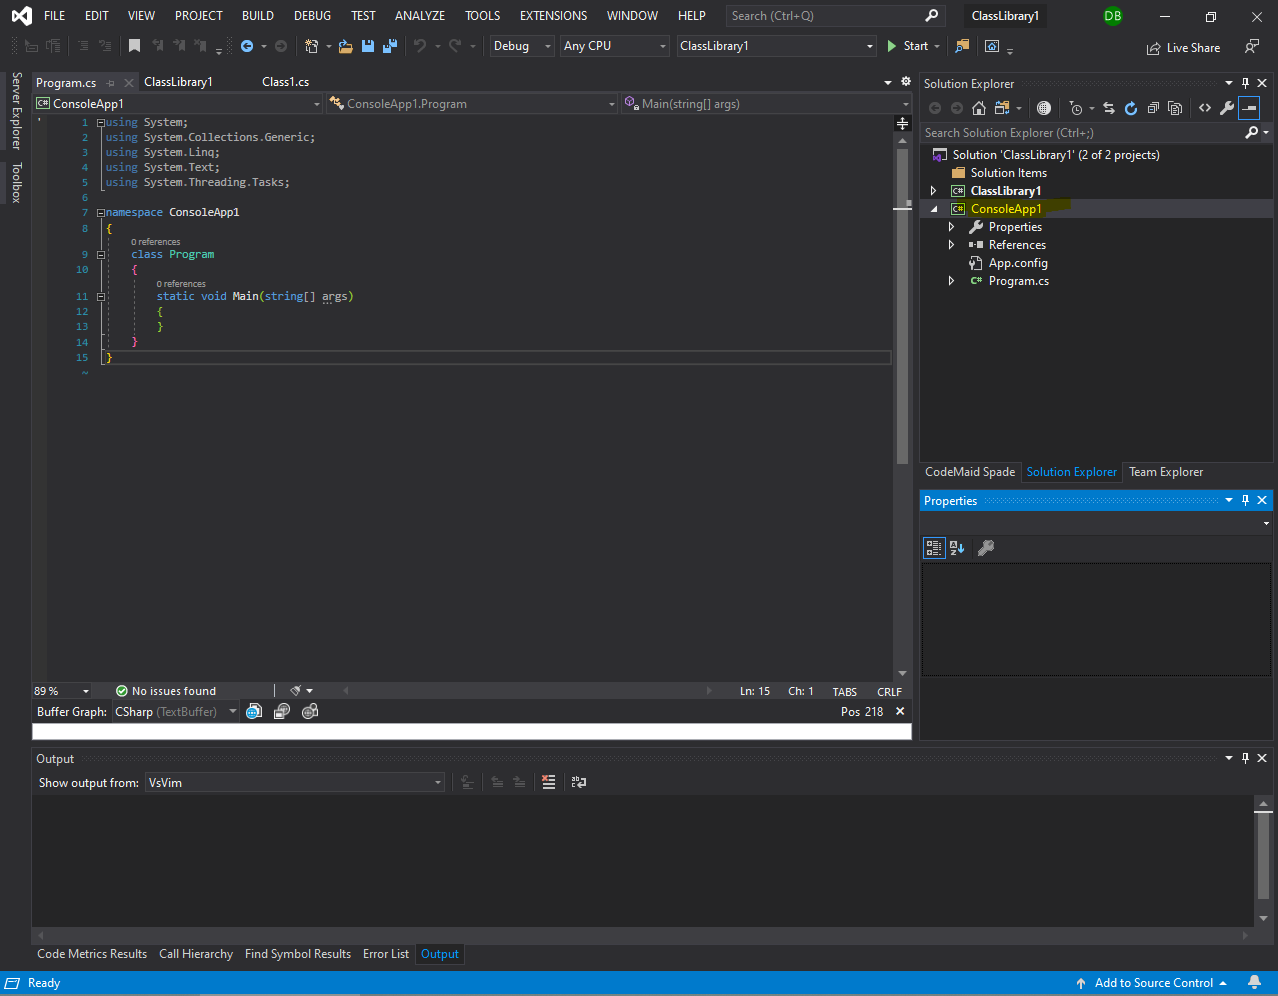 FILE EDIT VIEW PROJECT BUILD DEBUG TEST ANALYZE TOOLS EXTENSIONS WINDOW HELP Search (Ctrl+Q) ClassLibrary1 DB
Debug Any CPU ClassLibrary1 Start Live Share
Server Explorer
Toolbox
Program.cs ClassLibrary1 Class1.cs
ConsoleApp1 ConsoleApp1.Program Main(string[] args)
1 using System;
2 using System.Collections.Generic;
3 using System.Linq;
4 using System.Text;
5 using System.Threading.Tasks;
6
7 namespace ConsoleApp1
8 {
0 references
9 class Program
10 {
0 references
11 static void Main(string[] args)
12 {
13 }
14 }
15 }
~
89 % No issues found Ln: 15 Ch: 1 TABS CRLF
Buffer Graph: CSharp (TextBuffer) Pos 218
Solution Explorer
Search Solution Explorer (Ctrl+;)
Solution 'ClassLibrary1' (2 of 2 projects)
Solution Items
C# ClassLibrary1
C# ConsoleApp1
Properties
References
App.config
C# Program.cs
CodeMaid Spade Solution Explorer Team Explorer
Properties
Output
Show output from: VsVim
Code Metrics Results Call Hierarchy Find Symbol Results Error List Output
Ready Add to Source Control